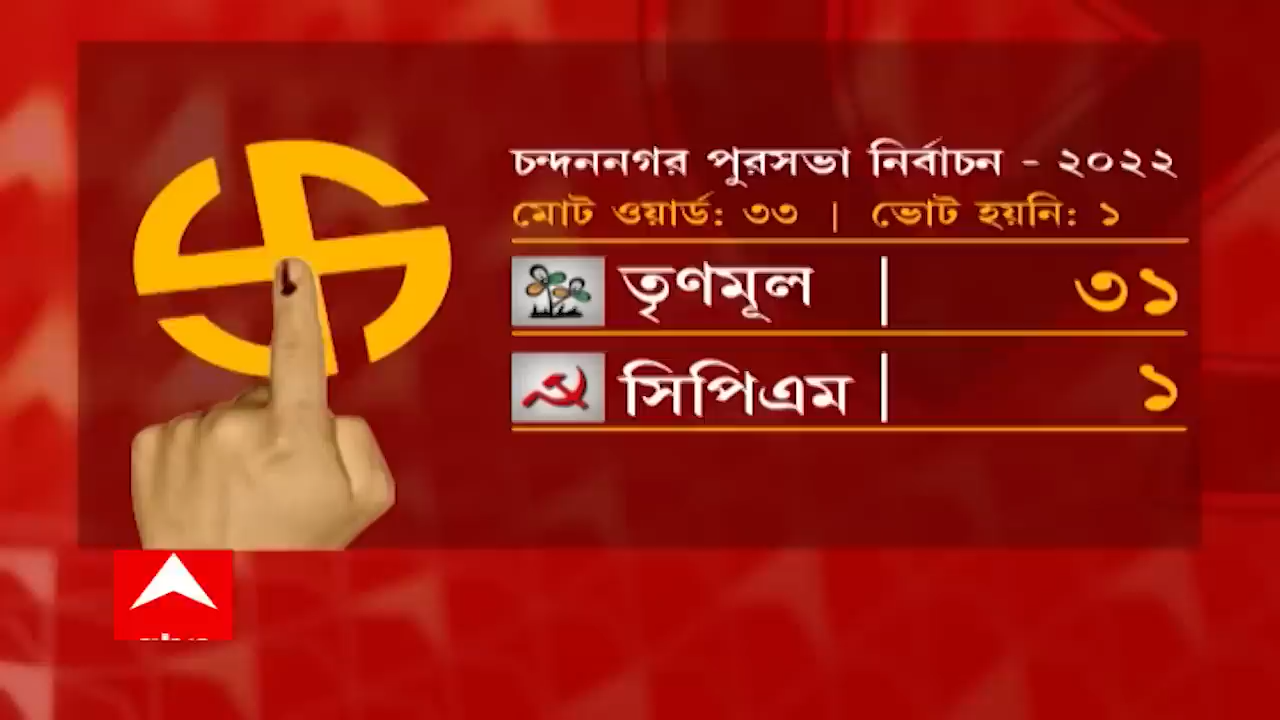 চন্দননগর পুরসভা নির্বাচন - ২০২২
মোট ওয়ার্ড: ৩৩ | ভোট হয়নি: ১
তৃণমূল | ৩১
সিপিএম | ১